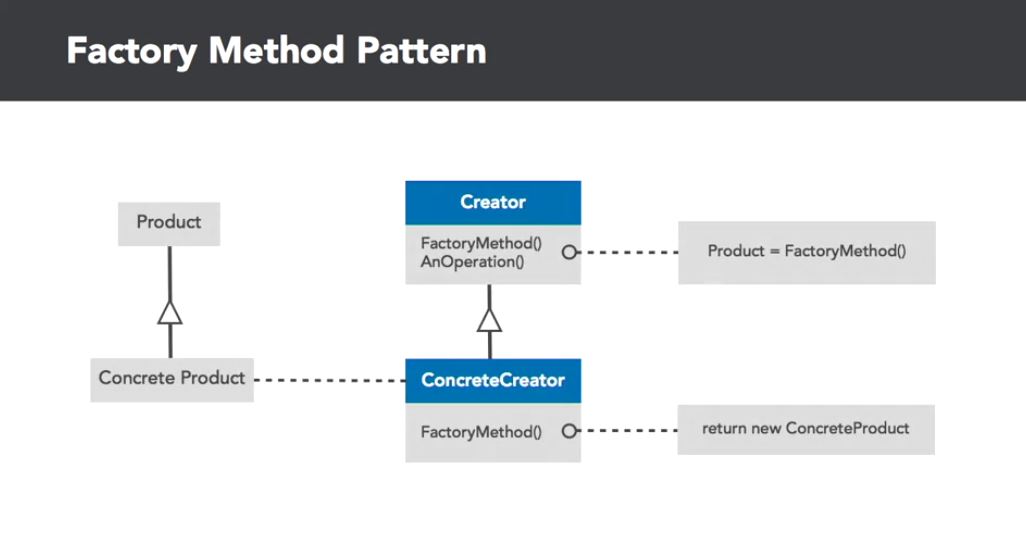 Factory Method Pattern
Product
Creator
FactoryMethod()
AnOperation()
Product = FactoryMethod()
Concrete Product
ConcreteCreator
FactoryMethod()
return new ConcreteProduct